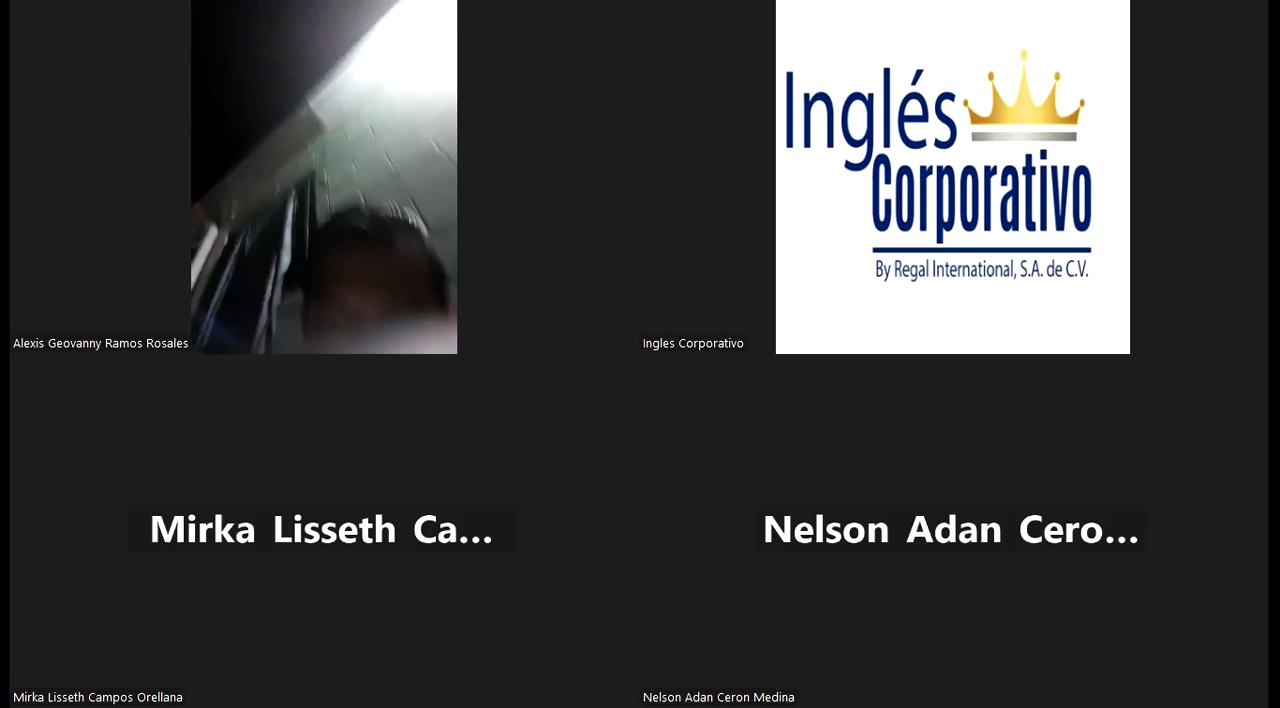 Inglés
Corporativo
By Regal International, S.A. de C.V.
Alexis Geovanny Ramos Rosales
Ingles Corporativo
Mirka Lisseth Ca...
Nelson Adan Cero...
Mirka Lisseth Campos Orellana
Nelson Adan Ceron Medina